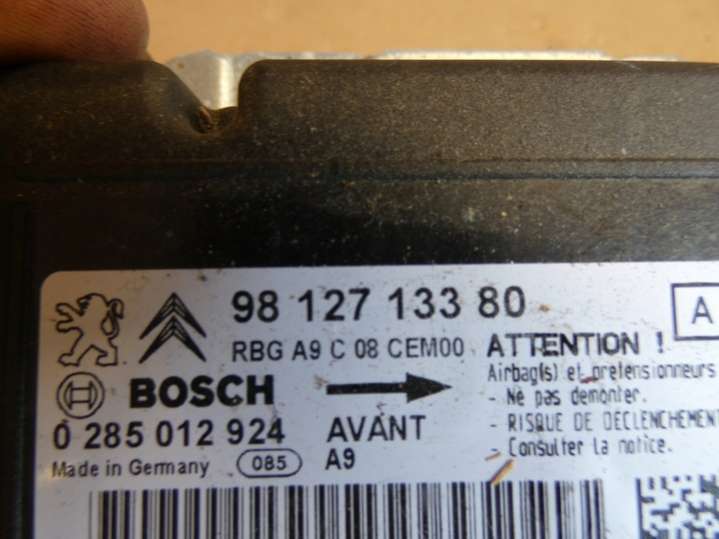 98 127 133 80
A
RBG A9 C 08 CEM00
ATTENTION !
Airbag(s) et pretensionneurs
BOSCH
- Ne pas demonter.
0 285 012 924
AVANT
- RISQUE DE DECLENCHEMENT
- Consulter la notice.
Made in Germany
085
A9